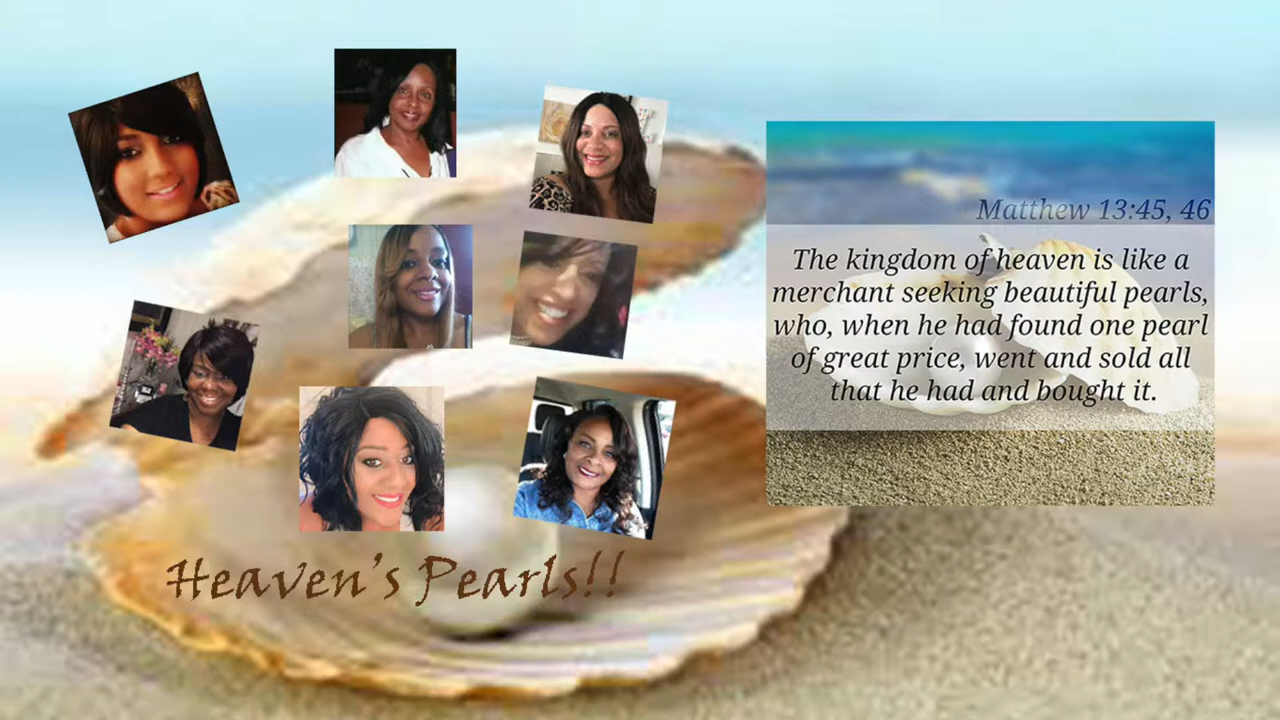 Matthew 13:45, 46
The kingdom of heaven is like a
merchant seeking beautiful pearls,
who, when he had found one pearl
of great price, went and sold all
that he had and bought it.
Heaven's Pearls!!